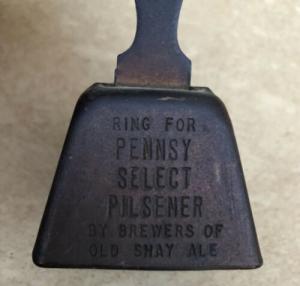 RING FOR
PENNSY
SELECT
PILSENER
BY BREWERS OF
OLD SHAY ALE